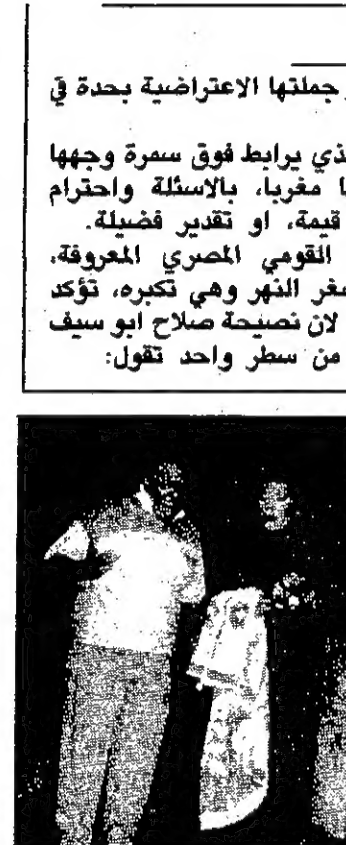 جملتها الاعتراضية بحدة في
ذي يرابط فوق سمرة وجهها
ا مغربا، بالاسئلة واحترام
قيمة، او تقدير فضيلة.
القومي المصري المعروفة،
صغر النهر وهي تكبره، تؤكد
لان نصيحة صلاح ابو سيف
من سطر واحد تقول: